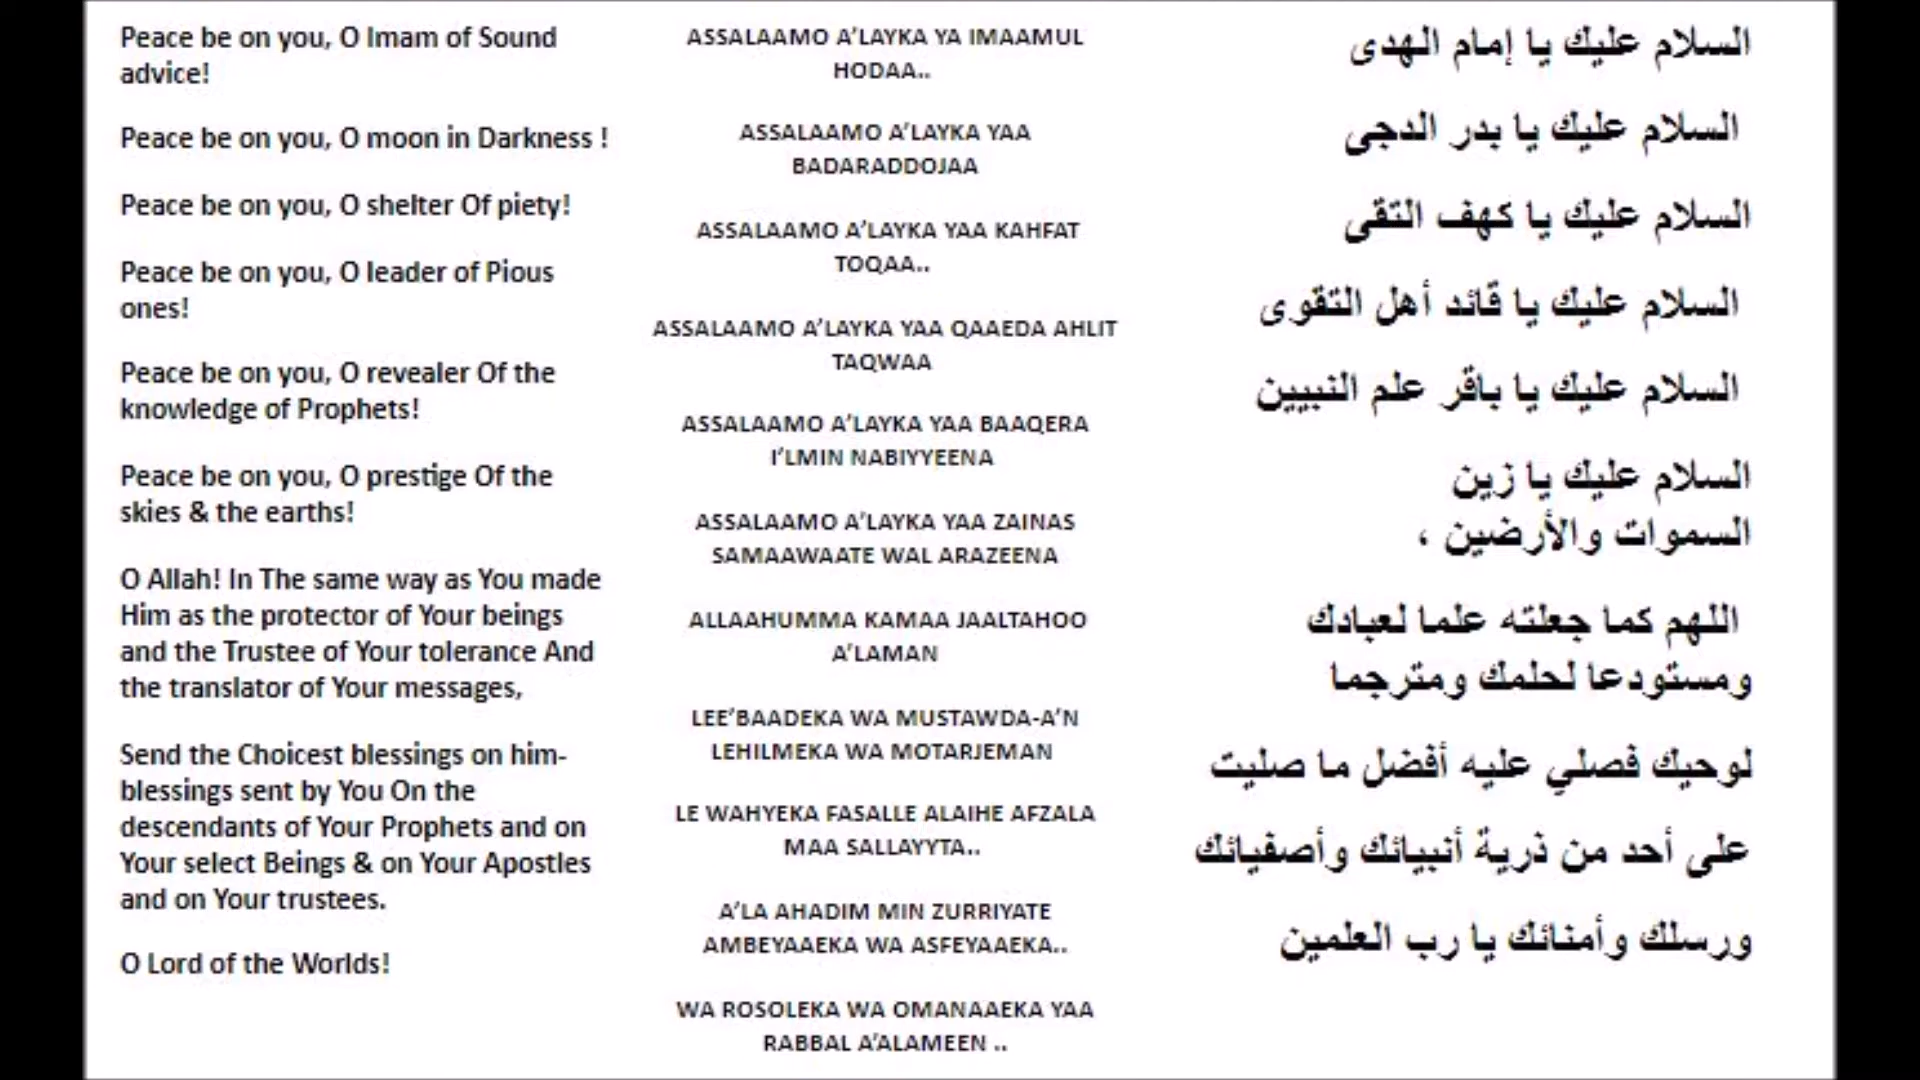 Peace be on you, O Imam of Sound
advice!
Peace be on you, O moon in Darkness !
Peace be on you, O shelter Of piety!
Peace be on you, O leader of Pious
ones!
Peace be on you, O revealer Of the
knowledge of Prophets!
Peace be on you, O prestige Of the
skies & the earths!
O Allah! In The same way as You made
Him as the protector of Your beings
and the Trustee of Your tolerance And
the translator of Your messages,
Send the Choicest blessings on him-
blessings sent by You On the
descendants of Your Prophets and on
Your select Beings & on Your Apostles
and on Your trustees.
O Lord of the Worlds!
ASSALAAMO A’LAYKA YA IMAAMUL
HODAA..
ASSALAAMO A’LAYKA YAA
BADARADDOJAA
ASSALAAMO A’LAYKA YAA KAHFAT
TOQAA..
ASSALAAMO A’LAYKA YAA QAAEDA AHLIT
TAQWAA
ASSALAAMO A’LAYKA YAA BAAQERA
I’LMIN NABIYYEENA
ASSALAAMO A’LAYKA YAA ZAINAS
SAMAAWAATE WAL ARAZEENA
ALLAAHUMMA KAMAA JAALTAHOO
A’LAMAN
LEE’BAADEKA WA MUSTAWDA-A’N
LEHILMEKA WA MOTARJEMAN
LE WAHYEKA FASALLE ALAIHE AFZALA
MAA SALLAYYTA..
A’LA AHADIM MIN ZURRIYATE
AMBEYAAEKA WA ASFEYAAEKA..
WA ROSOLEKA WA OMANAAEKA YAA
RABBAL A’ALAMEEN ..
السلام عليك يا إمام الهدى
السلام عليك يا بدر الدجى
السلام عليك يا كهف التقى
السلام عليك يا قائد أهل التقوى
السلام عليك يا باقر علم النبيين
السلام عليك يا زين
السموات والأرضين ،
اللهم كما جعلته علما لعبادك
ومستودعا لحلمك ومترجما
لوحيك فصلي عليه أفضل ما صليت
على أحد من ذرية أنبيائك وأصفيائك
ورسلك وأمنائك يا رب العلمين